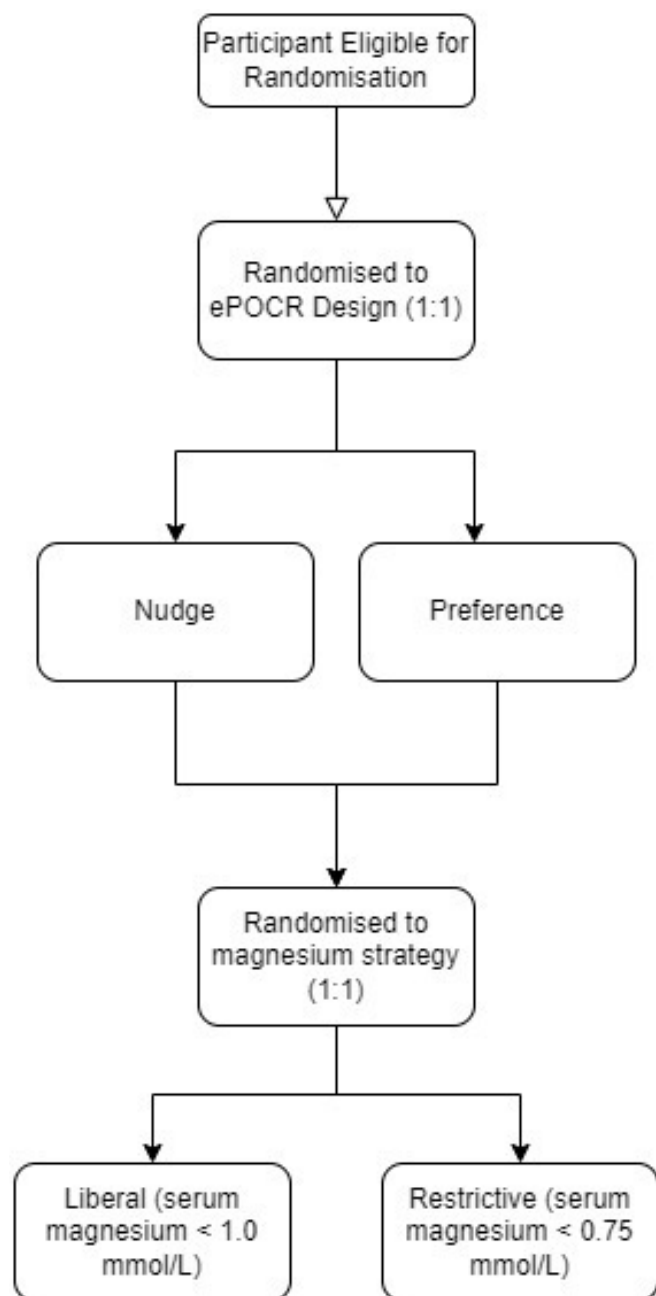 Participant Eligible for
Randomisation
Randomised to
ePOCR Design (1:1)
Nudge
Preference
Randomised to
magnesium strategy
(1:1)
Liberal (serum
magnesium < 1.0
mmol/L)
Restrictive (serum
magnesium < 0.75
mmol/L)